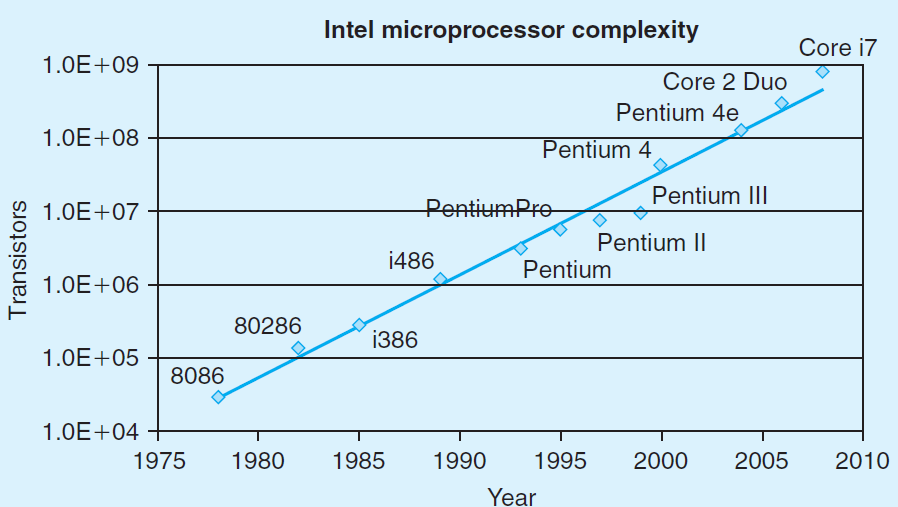 Intel microprocessor complexity
Core i7
1.0E+09
Core 2 Duo
Pentium 4e
1.0E+08
Pentium 4
Pentium III
1.0E+07
PentiumPro
Pentium II
i486
Pentium
1.0E+06
80286
i386
1.0E+05
8086
1.0E+04
Transistors
1975 1980 1985 1990 1995 2000 2005 2010
Year